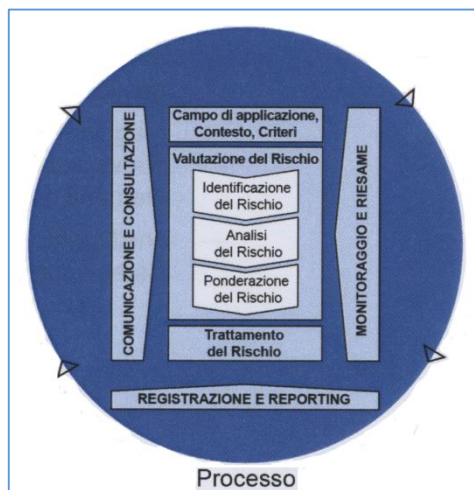 Campo di applicazione,
Contesto, Criteri
Valutazione del Rischio
Identificazione
del Rischio
Analisi
del Rischio
Ponderazione
del Rischio
Trattamento
del Rischio
COMUNICAZIONE E CONSULTAZIONE
MONITORAGGIO E RIESAME
REGISTRAZIONE E REPORTING
Processo